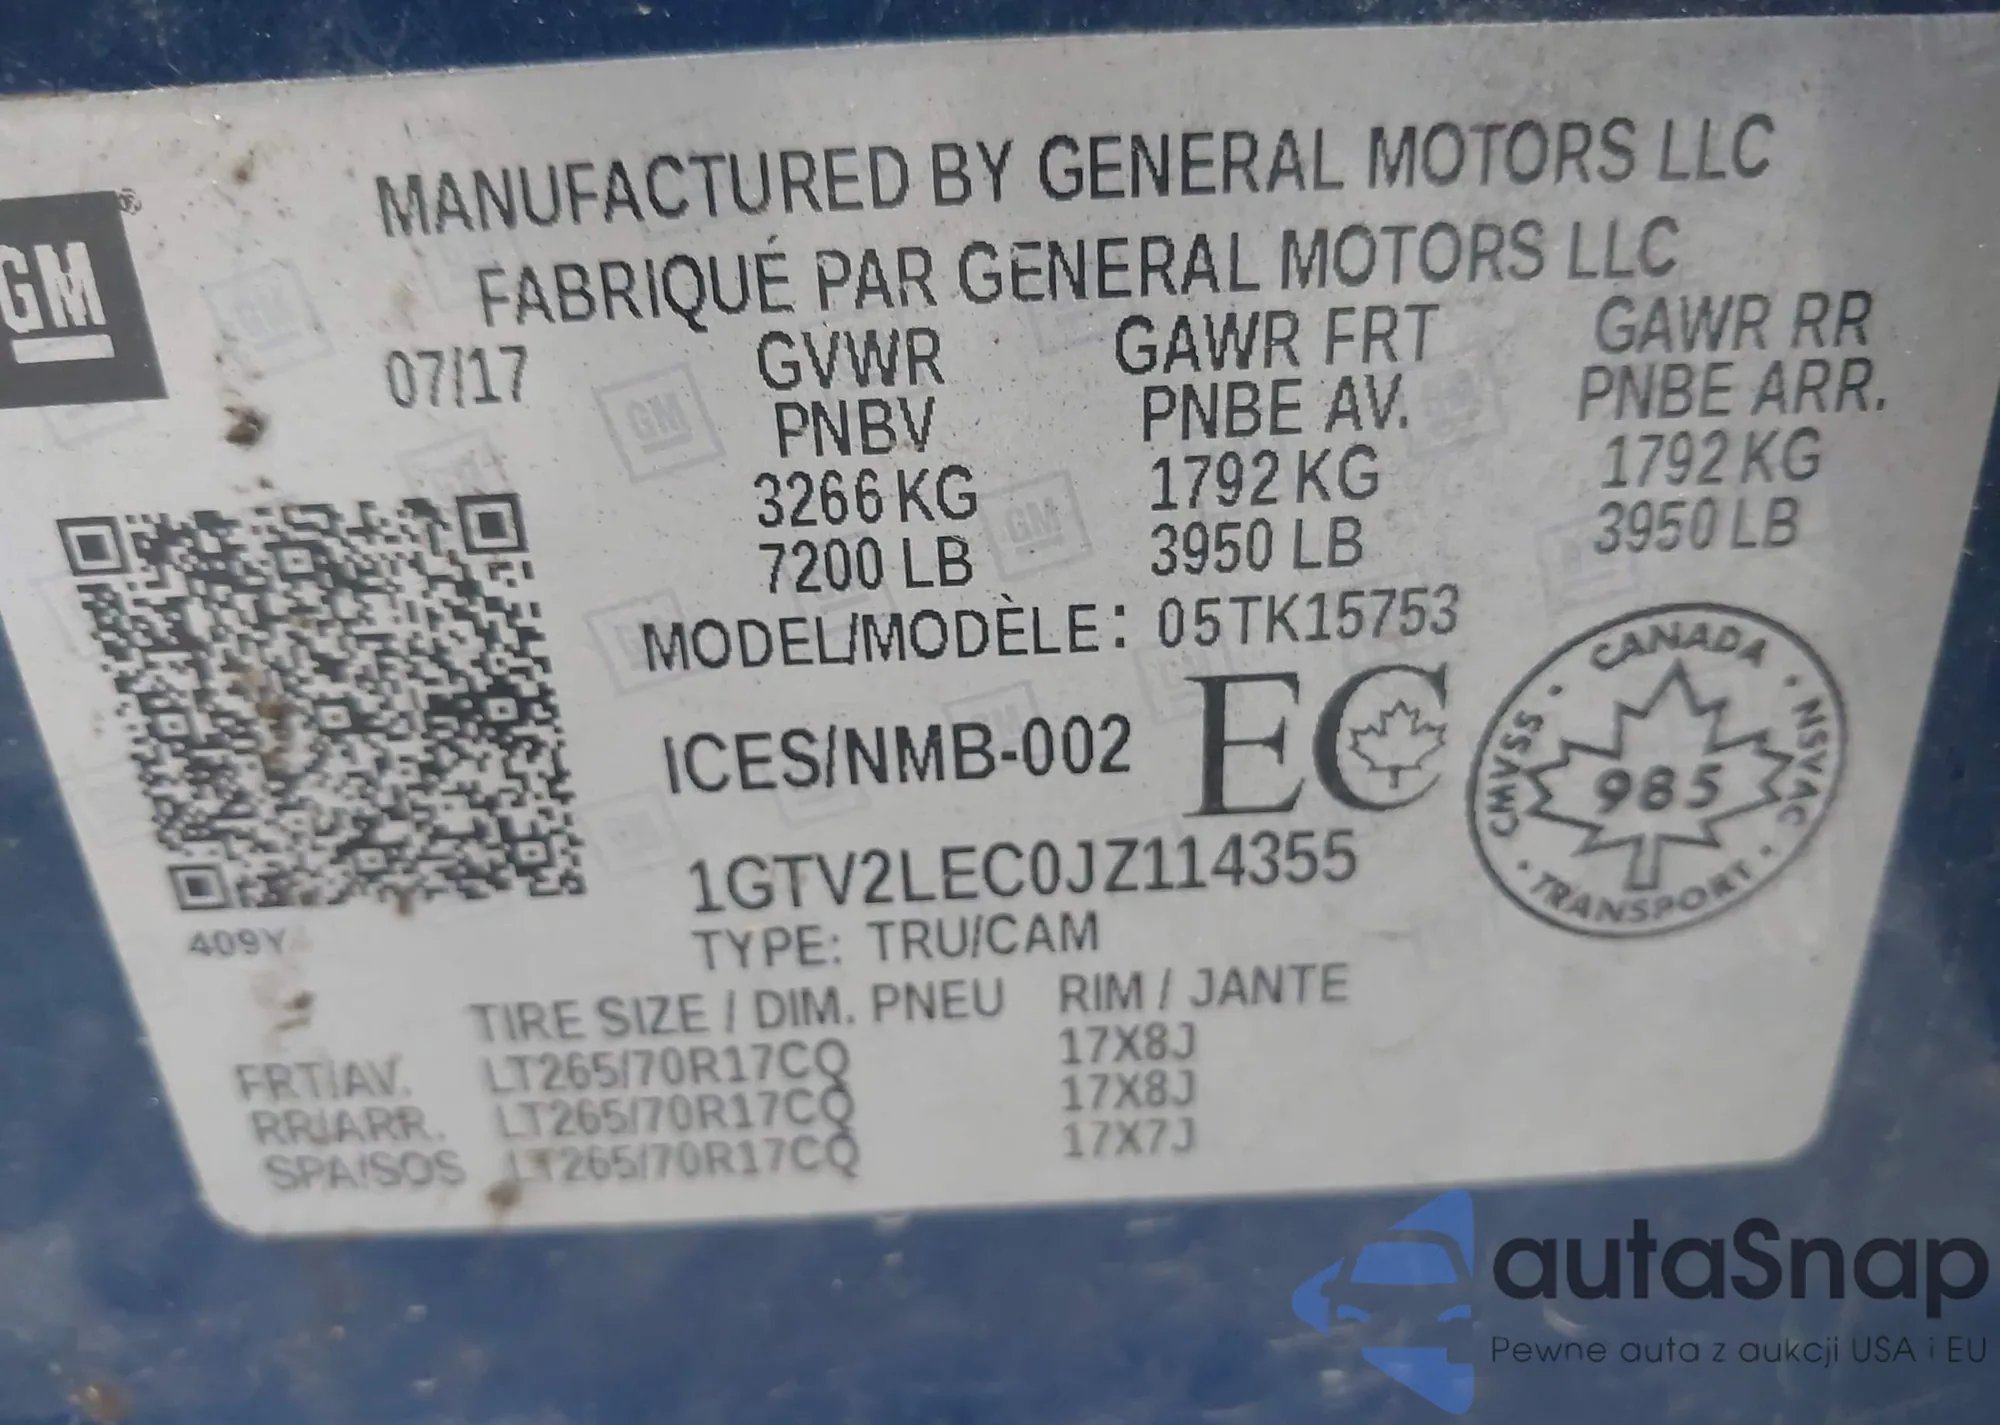 GM
MANUFACTURED BY GENERAL MOTORS LLC
FABRIQUÉ PAR GENERAL MOTORS LLC
07/17 GVWR GAWR FRT GAWR RR
PNBV PNBE AV. PNBE ARR.
3266 KG 1792 KG 1792 KG
7200 LB 3950 LB 3950 LB
MODEL/MODÈLE: 05TK15753
ICES/NMB-002 EC
CANADA · NSVAC · TRANSPORT · CMVSS ·
985
1GTV2LEC0JZ114355
409Y
TYPE: TRU/CAM
TIRE SIZE / DIM. PNEU RIM / JANTE
FRT/AV. LT265/70R17CQ 17X8J
RR/ARR. LT265/70R17CQ 17X8J
SPA/SOS LT265/70R17CQ 17X7J
autaSnap
Pewne auta z aukcji USA i EU